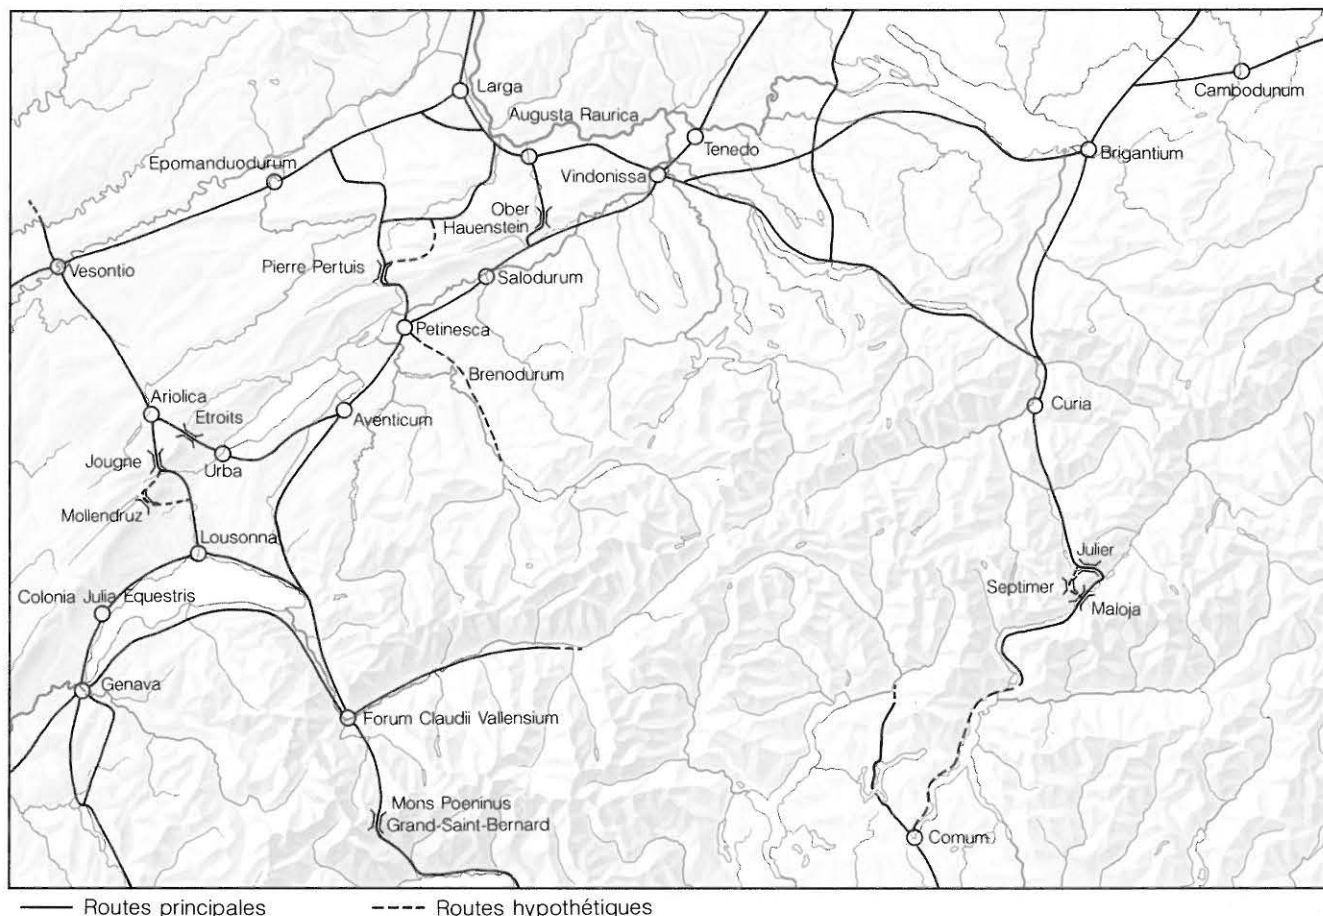 Larga
Cambodunum
Augusta Raurica
Tenedo
Brigantium
Epomanduodurum
Vindonissa
Ober
Hauenstein
Vesontio
Pierre Pertuis
Salodurum
Petinesca
Brenodurum
Ariolica
Etroits
Aventicum
Curia
Jougne
Urba
Mollendruz
Lousonna
Julier
Septimer
Colonia Julia Equestris
Maloja
Genava
Forum Claudii Vallensium
Mons Poeninus
Grand-Saint-Bernard
Comum
Routes principales
Routes hypothétiques